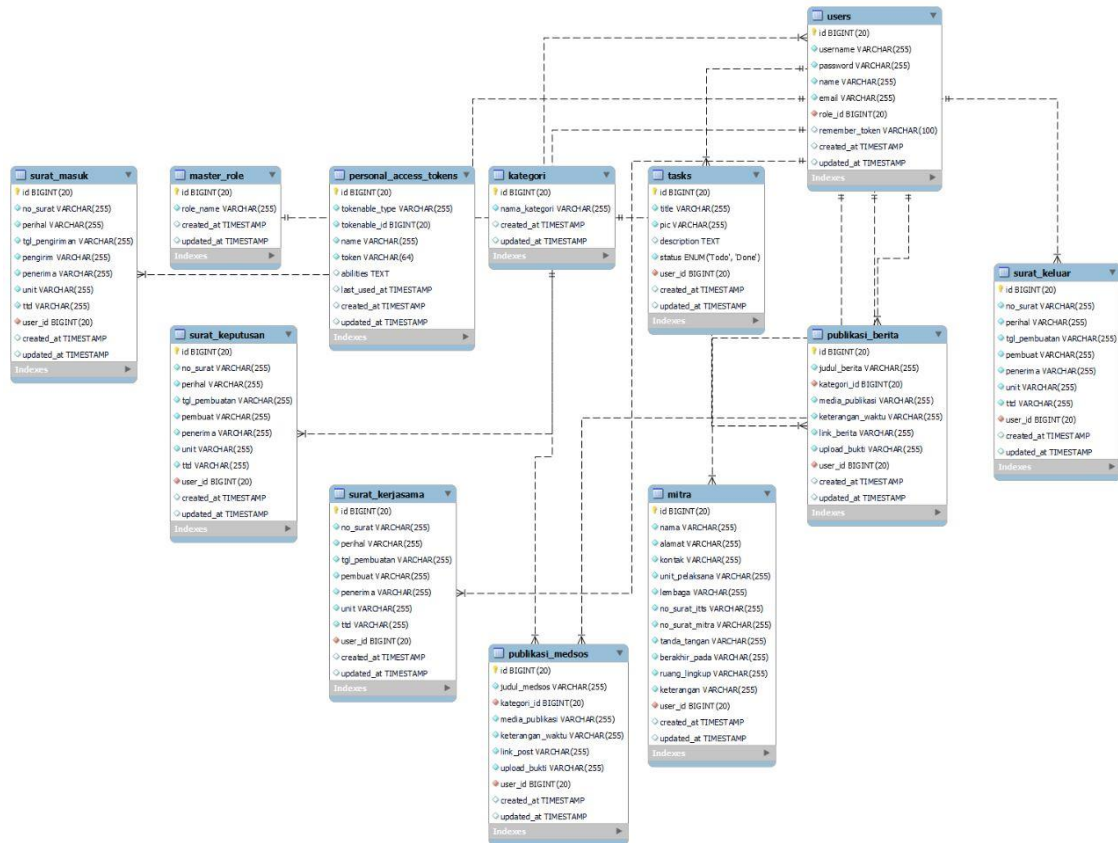 users
id BIGINT(20)
username VARCHAR(255)
password VARCHAR(255)
name VARCHAR(255)
email VARCHAR(255)
role_id BIGINT(20)
remember_token VARCHAR(100)
created_at TIMESTAMP
updated_at TIMESTAMP
Indexes
surat_masuk
id BIGINT(20)
no_surat VARCHAR(255)
perihal VARCHAR(255)
tgl_pengiriman VARCHAR(255)
pengirim VARCHAR(255)
penerima VARCHAR(255)
unit VARCHAR(255)
ttd VARCHAR(255)
user_id BIGINT(20)
created_at TIMESTAMP
updated_at TIMESTAMP
Indexes
master_role
id BIGINT(20)
role_name VARCHAR(255)
created_at TIMESTAMP
updated_at TIMESTAMP
Indexes
personal_access_tokens
id BIGINT(20)
tokenable_type VARCHAR(255)
tokenable_id BIGINT(20)
name VARCHAR(255)
token VARCHAR(64)
abilities TEXT
last_used_at TIMESTAMP
created_at TIMESTAMP
updated_at TIMESTAMP
Indexes
kategori
id BIGINT(20)
nama_kategori VARCHAR(255)
created_at TIMESTAMP
updated_at TIMESTAMP
Indexes
tasks
id BIGINT(20)
title VARCHAR(255)
pic VARCHAR(255)
description TEXT
status ENUM('Todo', 'Done')
user_id BIGINT(20)
created_at TIMESTAMP
updated_at TIMESTAMP
Indexes
surat_keluar
id BIGINT(20)
no_surat VARCHAR(255)
perihal VARCHAR(255)
tgl_pembuatan VARCHAR(255)
pembuat VARCHAR(255)
penerima VARCHAR(255)
unit VARCHAR(255)
ttd VARCHAR(255)
user_id BIGINT(20)
created_at TIMESTAMP
updated_at TIMESTAMP
Indexes
surat_keputusan
id BIGINT(20)
no_surat VARCHAR(255)
perihal VARCHAR(255)
tgl_pembuatan VARCHAR(255)
pembuat VARCHAR(255)
penerima VARCHAR(255)
unit VARCHAR(255)
ttd VARCHAR(255)
user_id BIGINT(20)
created_at TIMESTAMP
updated_at TIMESTAMP
Indexes
publikasi_berita
id BIGINT(20)
judul_berita VARCHAR(255)
kategori_id BIGINT(20)
media_publikasi VARCHAR(255)
keterangan_waktu VARCHAR(255)
link_berita VARCHAR(255)
upload_bukti VARCHAR(255)
user_id BIGINT(20)
created_at TIMESTAMP
updated_at TIMESTAMP
Indexes
surat_kerjasama
id BIGINT(20)
no_surat VARCHAR(255)
perihal VARCHAR(255)
tgl_pembuatan VARCHAR(255)
pembuat VARCHAR(255)
penerima VARCHAR(255)
unit VARCHAR(255)
ttd VARCHAR(255)
user_id BIGINT(20)
created_at TIMESTAMP
updated_at TIMESTAMP
Indexes
mitra
id BIGINT(20)
nama VARCHAR(255)
alamat VARCHAR(255)
kontak VARCHAR(255)
unit_pelaksana VARCHAR(255)
lembaga VARCHAR(255)
no_surat_itts VARCHAR(255)
no_surat_mitra VARCHAR(255)
tanda_tangan VARCHAR(255)
berakhir_pada VARCHAR(255)
ruang_lingkup VARCHAR(255)
keterangan VARCHAR(255)
user_id BIGINT(20)
created_at TIMESTAMP
updated_at TIMESTAMP
Indexes
publikasi_medsos
id BIGINT(20)
judul_medsos VARCHAR(255)
kategori_id BIGINT(20)
media_publikasi VARCHAR(255)
keterangan_waktu VARCHAR(255)
link_post VARCHAR(255)
upload_bukti VARCHAR(255)
user_id BIGINT(20)
created_at TIMESTAMP
updated_at TIMESTAMP
Indexes